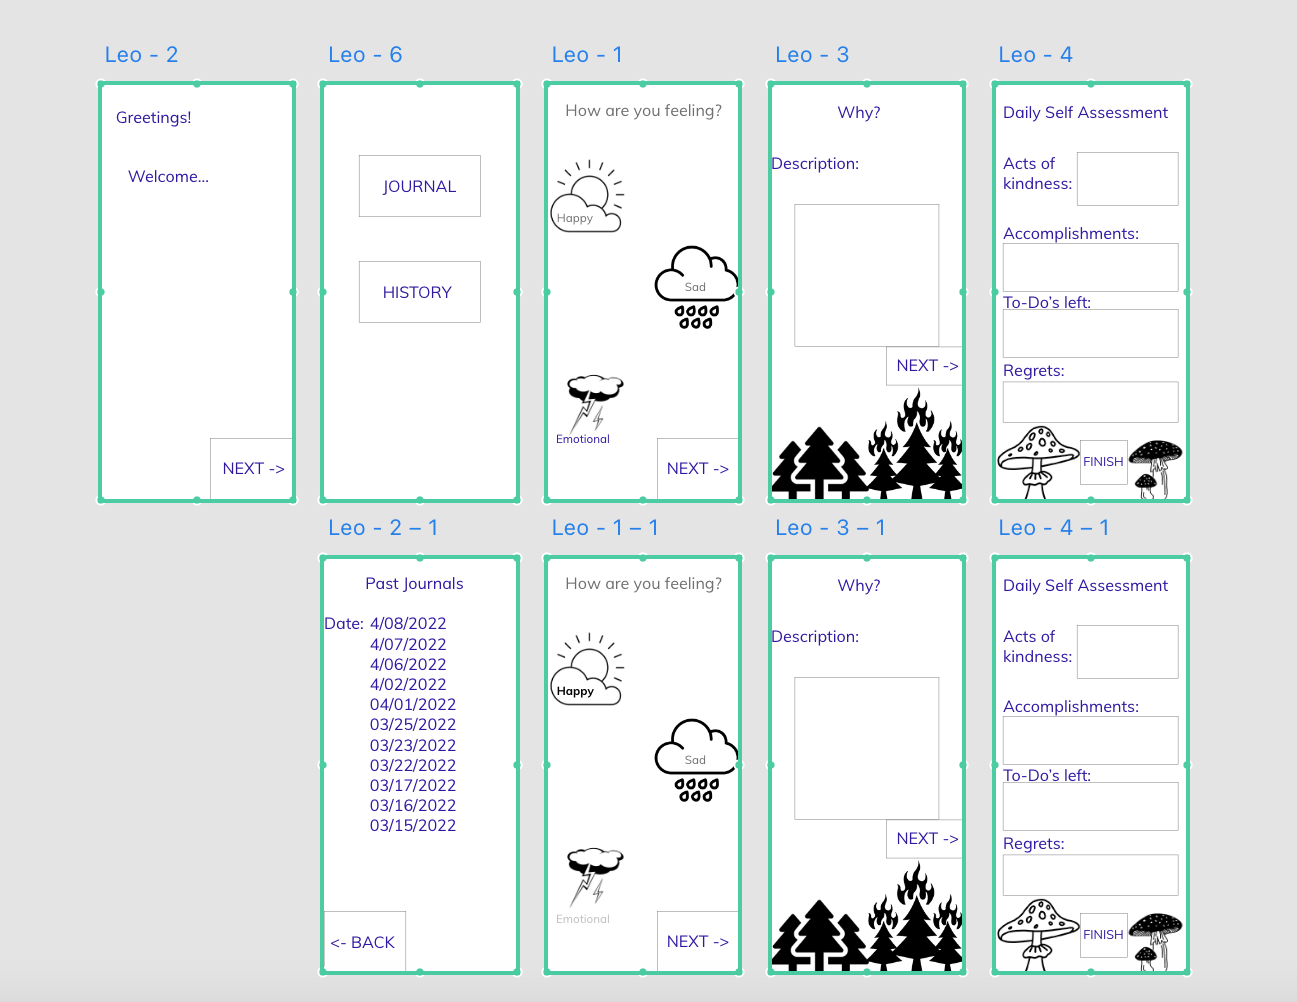 Leo - 2
Greetings!
Welcome...
NEXT ->
Leo - 6
JOURNAL
HISTORY
Leo - 1
How are you feeling?
Happy
Sad
Emotional
NEXT ->
Leo - 3
Why?
Description:
NEXT ->
Leo - 4
Daily Self Assessment
Acts of
kindness:
Accomplishments:
To-Do's left:
Regrets:
FINISH
Leo - 2 – 1
Past Journals
Date: 4/08/2022
4/07/2022
4/06/2022
4/02/2022
04/01/2022
03/25/2022
03/23/2022
03/22/2022
03/17/2022
03/16/2022
03/15/2022
<- BACK
Leo - 1 – 1
How are you feeling?
Happy
Sad
Emotional
NEXT ->
Leo - 3 – 1
Why?
Description:
NEXT ->
Leo - 4 – 1
Daily Self Assessment
Acts of
kindness:
Accomplishments:
To-Do's left:
Regrets:
FINISH